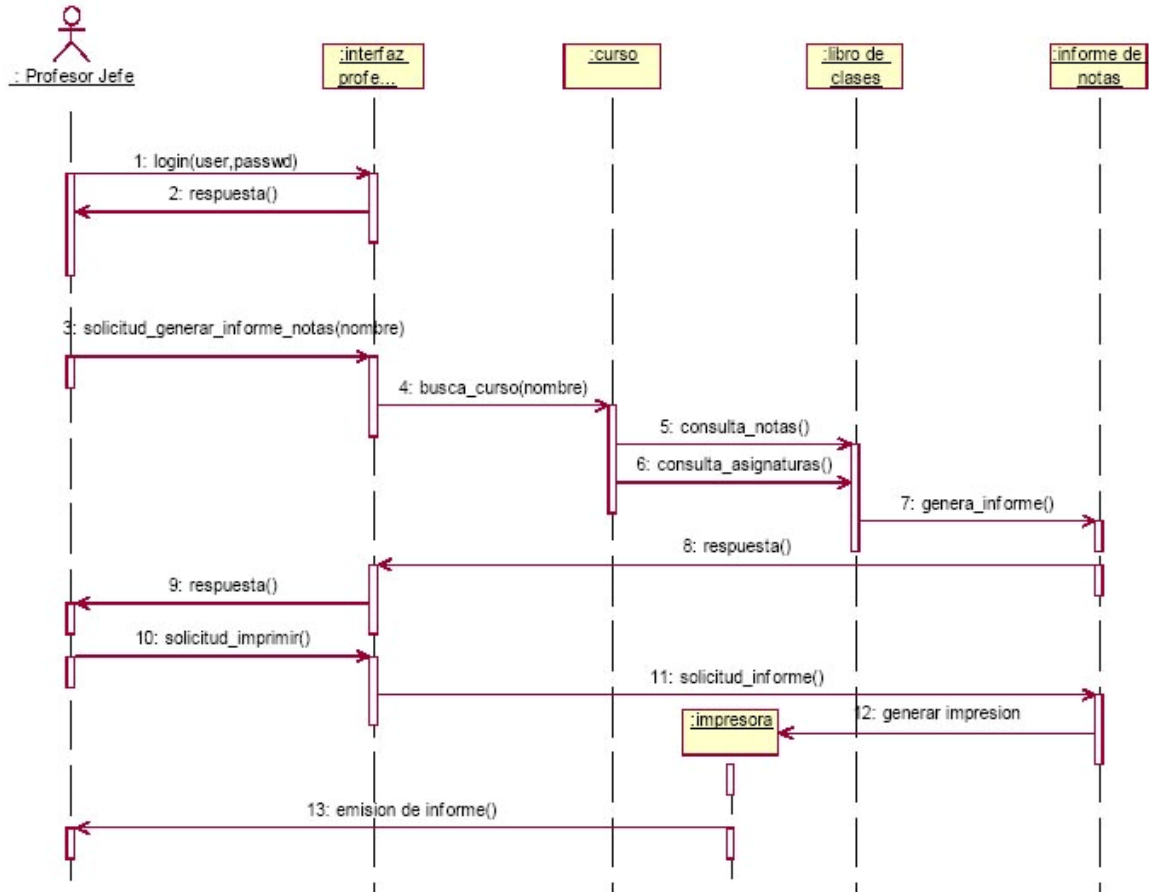 : Profesor Jefe
:interfaz
profe...
:curso
:libro de
clases
:informe de
notas
1: login(user,passwd)
2: respuesta()
3: solicitud_generar_informe_notas(nombre)
4: busca_curso(nombre)
5: consulta_notas()
6: consulta_asignaturas()
7: genera_informe()
8: respuesta()
9: respuesta()
10: solicitud_imprimir()
11: solicitud_informe()
:impresora
12: generar impresion
13: emision de informe()